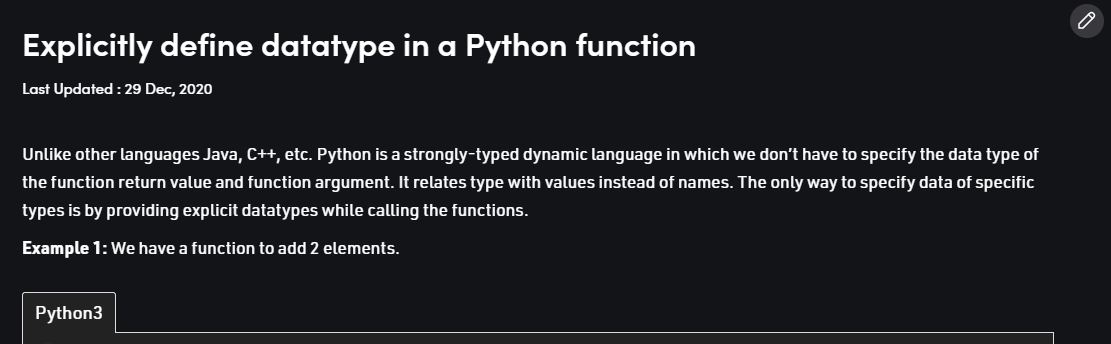 Explicitly define datatype in a Python function
Last Updated : 29 Dec, 2020
Unlike other languages Java, C++, etc. Python is a strongly-typed dynamic language in which we don’t have to specify the data type of
the function return value and function argument. It relates type with values instead of names. The only way to specify data of specific
types is by providing explicit datatypes while calling the functions.
Example 1: We have a function to add 2 elements.
Python3